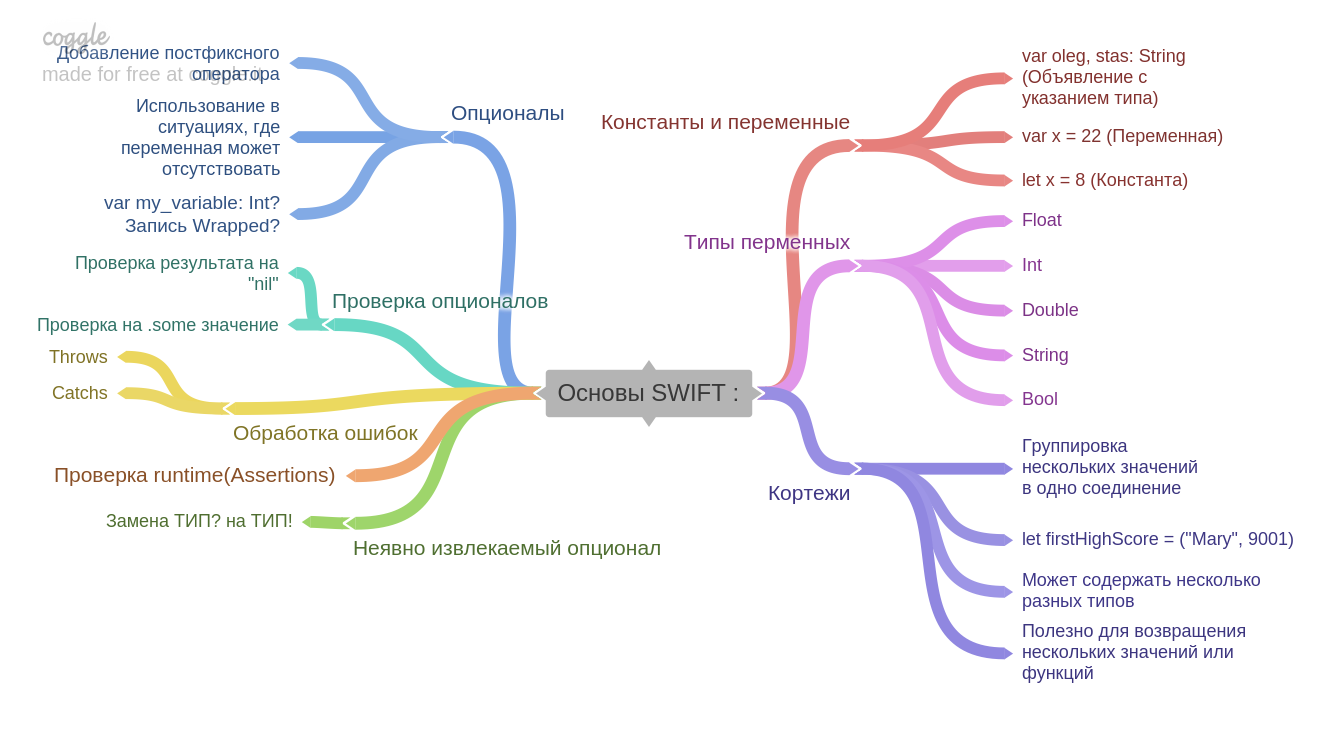 coggle
made for free at coggle.it
Добавление постфиксного
оператора
Использование в
ситуациях, где
переменная может
отсутствовать
var my_variable: Int?
Запись Wrapped?
Опционалы
Проверка результата на
"nil"
Проверка на .some значение
Проверка опционалов
Throws
Catchs
Обработка ошибок
Проверка runtime(Assertions)
Замена ТИП? на ТИП!
Неявно извлекаемый опционал
Основы SWIFT :
Константы и переменные
var oleg, stas: String
(Объявление с
указанием типа)
var x = 22 (Переменная)
let x = 8 (Константа)
Типы перменных
Float
Int
Double
String
Bool
Кортежи
Группировка
нескольких значений
в одно соединение
let firstHighScore = ("Mary", 9001)
Может содержать несколько
разных типов
Полезно для возвращения
нескольких значений или
функций